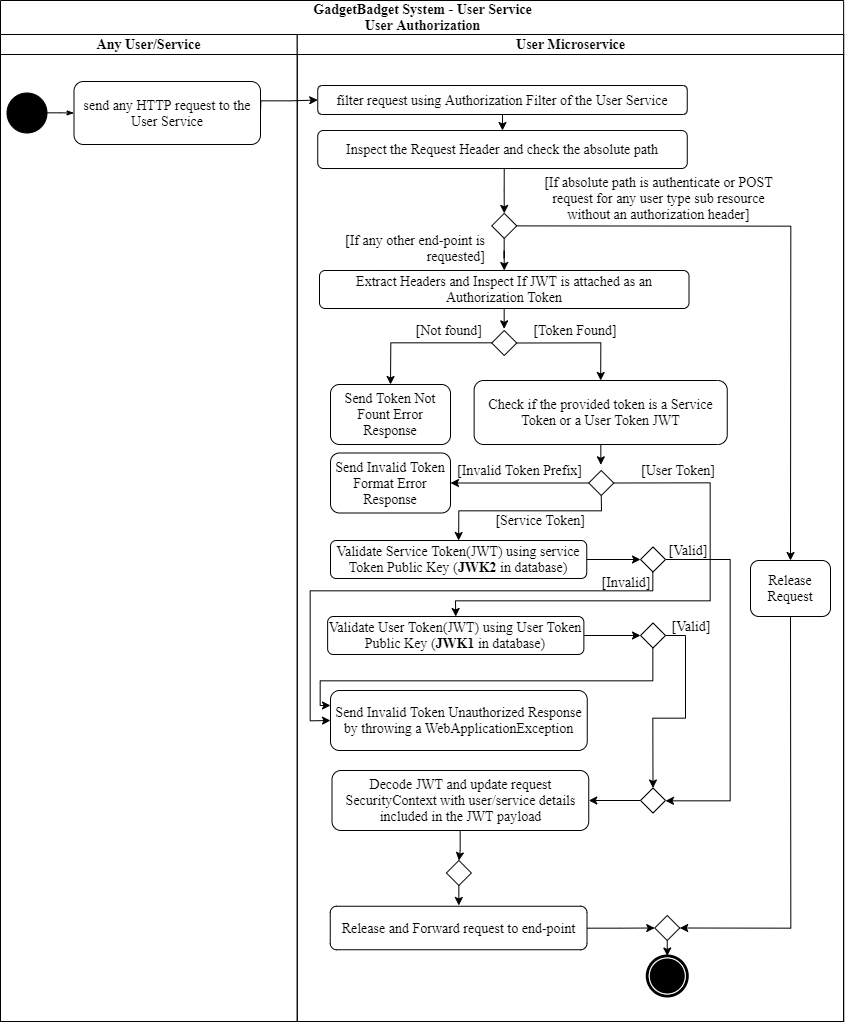 GadgetBadget System - User Service
User Authorization
Any User/Service
User Microservice
send any HTTP request to the
User Service
filter request using Authorization Filter of the User Service
Inspect the Request Header and check the absolute path
[If absolute path is authenticate or POST
request for any user type sub resource
without an authorization header]
[If any other end-point is
requested]
Extract Headers and Inspect If JWT is attached as an
Authorization Token
[Not found]
[Token Found]
Send Token Not
Fount Error
Response
Check if the provided token is a Service
Token or a User Token JWT
Send Invalid Token
Format Error
Response
[Invalid Token Prefix]
[User Token]
[Service Token]
Validate Service Token(JWT) using service
Token Public Key (JWK2 in database)
[Valid]
[Invalid]
Release
Request
Validate User Token(JWT) using User Token
Public Key (JWK1 in database)
[Valid]
Send Invalid Token Unauthorized Response
by throwing a WebApplicationException
Decode JWT and update request
SecurityContext with user/service details
included in the JWT payload
Release and Forward request to end-point